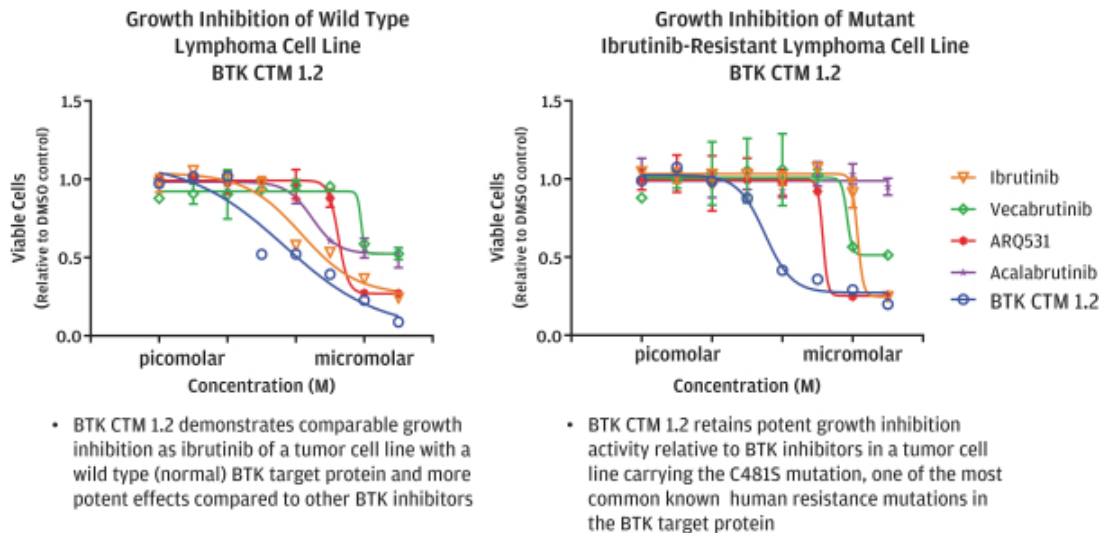 Growth Inhibition of Wild Type
Lymphoma Cell Line
BTK CTM 1.2
1.5
1.0
0.5
0.0
Viable Cells
(Relative to DMSO control)
picomolar
micromolar
Concentration (M)
• BTK CTM 1.2 demonstrates comparable growth
inhibition as ibrutinib of a tumor cell line with a
wild type (normal) BTK target protein and more
potent effects compared to other BTK inhibitors
Growth Inhibition of Mutant
Ibrutinib-Resistant Lymphoma Cell Line
BTK CTM 1.2
1.5
1.0
0.5
0.0
Viable Cells
(Relative to DMSO control)
picomolar
micromolar
Concentration (M)
Ibrutinib
Vecabrutinib
ARQ531
Acalabrutinib
BTK CTM 1.2
• BTK CTM 1.2 retains potent growth inhibition
activity relative to BTK inhibitors in a tumor cell
line carrying the C481S mutation, one of the most
common known human resistance mutations in
the BTK target protein